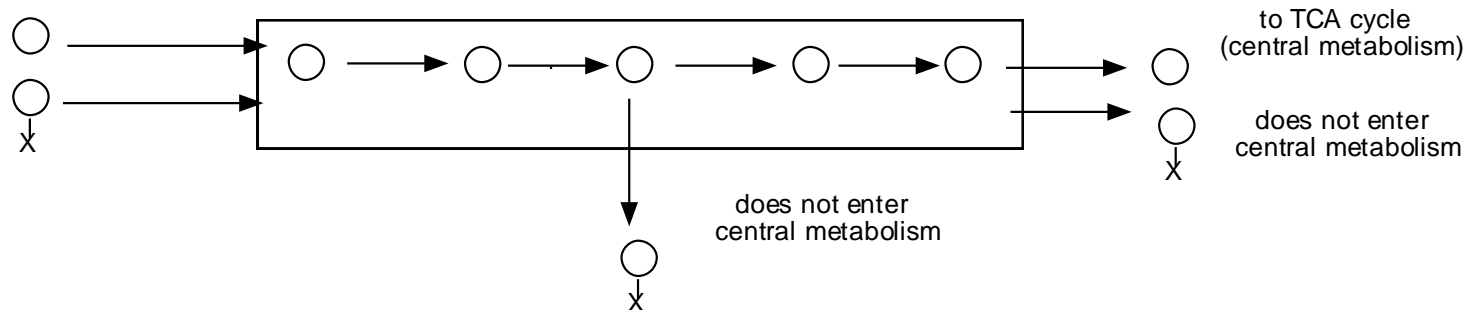 to TCA cycle
(central metabolism)
X
does not enter
central metabolism
X
does not enter
central metabolism
X